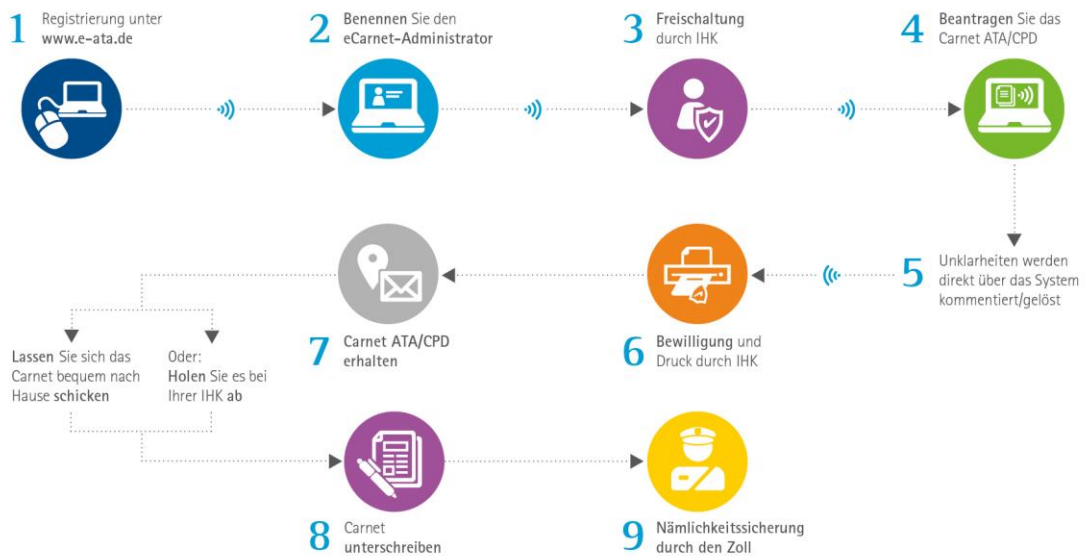 1
Registrierung unter
www.e-ata.de
2
Benennen Sie den
eCarnet-Administrator
3
Freischaltung
durch IHK
4
Beantragen Sie das
Carnet ATA/CPD
5
Unklarheiten werden
direkt über das System
kommentiert/gelöst
6
Bewilligung und
Druck durch IHK
7
Carnet ATA/CPD
erhalten
Lassen Sie sich das
Carnet bequem nach
Hause schicken
Oder:
Holen Sie es bei
Ihrer IHK ab
8
Carnet
unterschreiben
9
Nämlichkeitssicherung
durch den Zoll